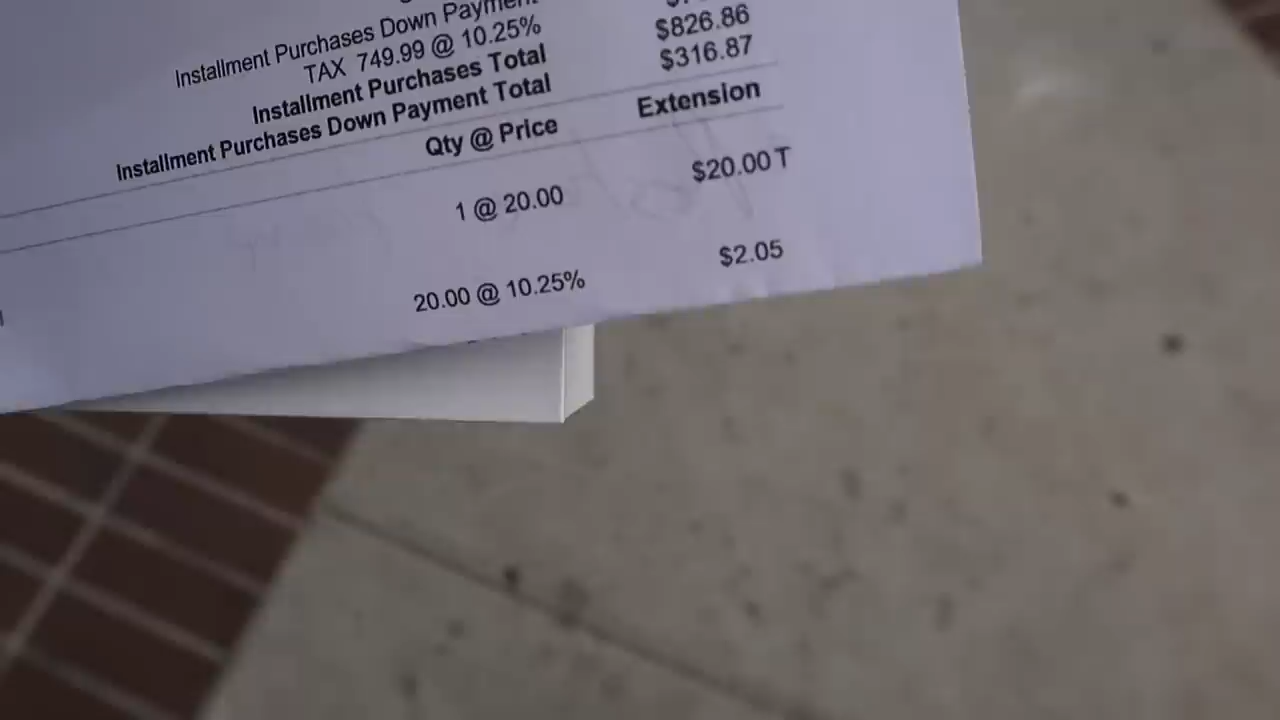 Installment Purchases Down Payment
TAX 749.99 @ 10.25%
Installment Purchases Total $826.86
Installment Purchases Down Payment Total $316.87
Qty @ Price Extension
1 @ 20.00 $20.00 T
20.00 @ 10.25% $2.05